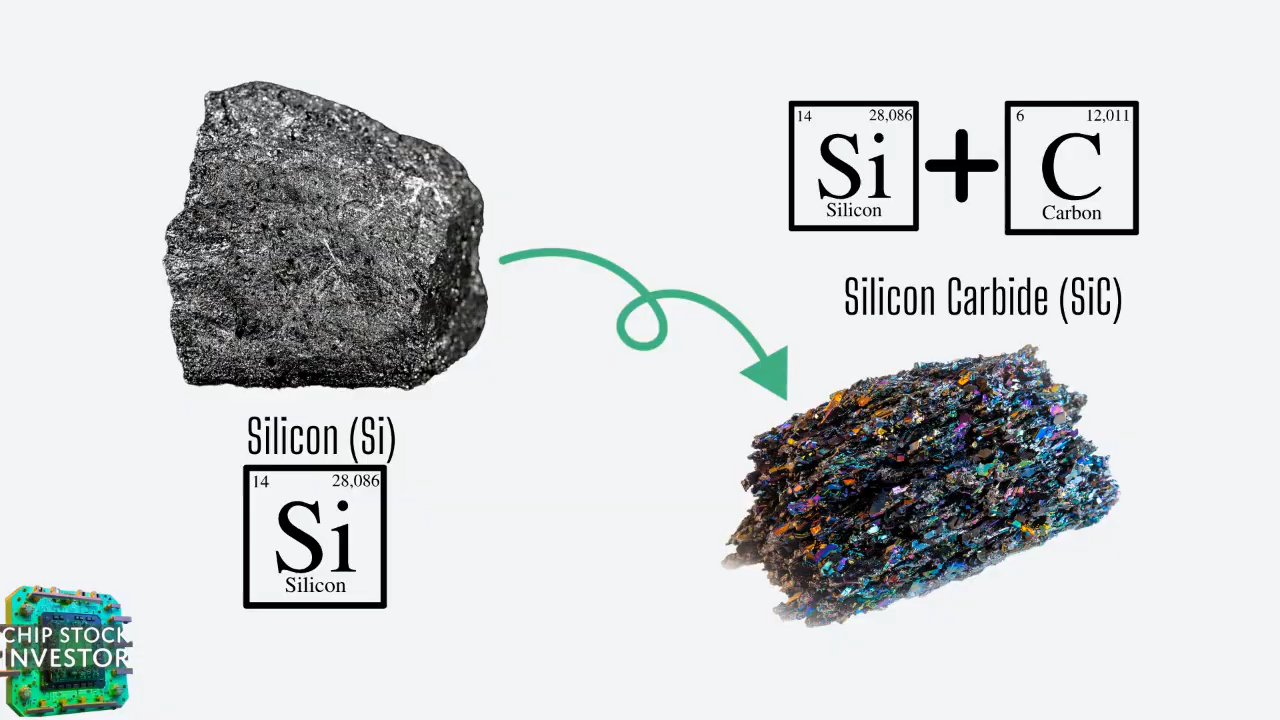 Silicon (Si)
14 28,086
Si
Silicon
14 28,086
Si
Silicon
+
6 12,011
C
Carbon
Silicon Carbide (SiC)
CHIP STOCK
INVESTOR